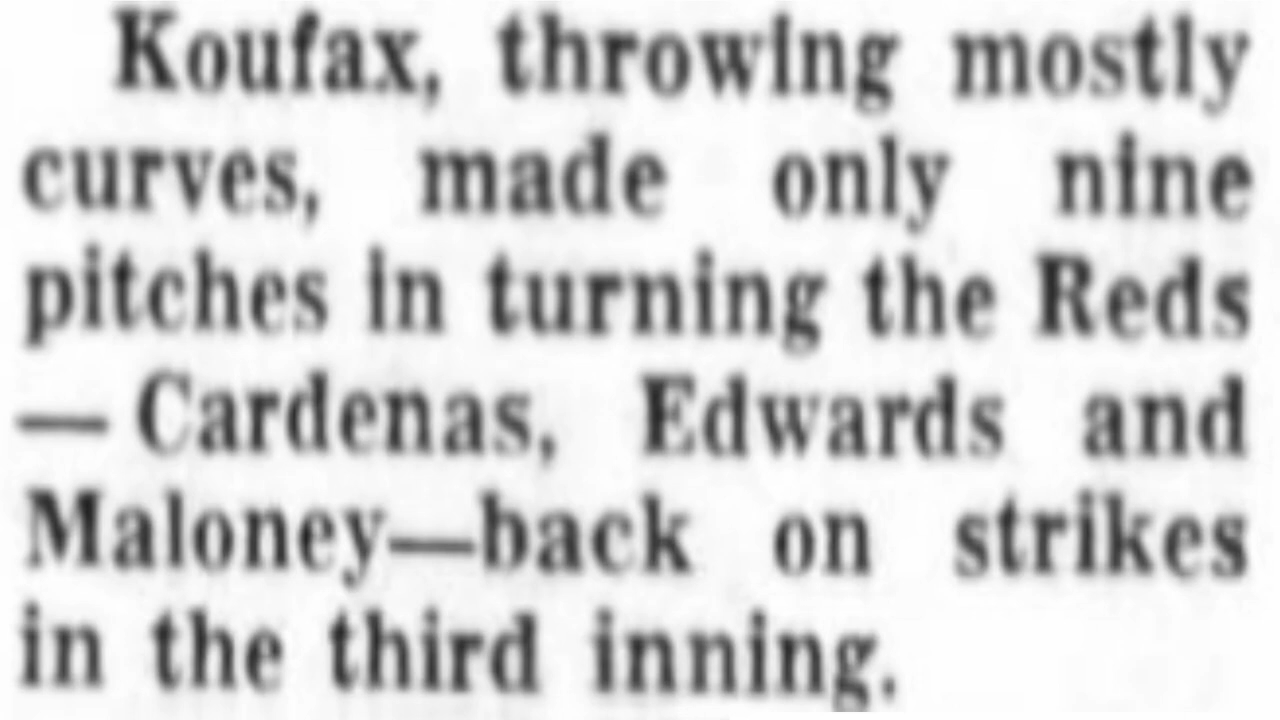 Koufax, throwing mostly
curves, made only nine
pitches in turning the Reds
— Cardenas, Edwards and
Maloney—back on strikes
in the third inning.